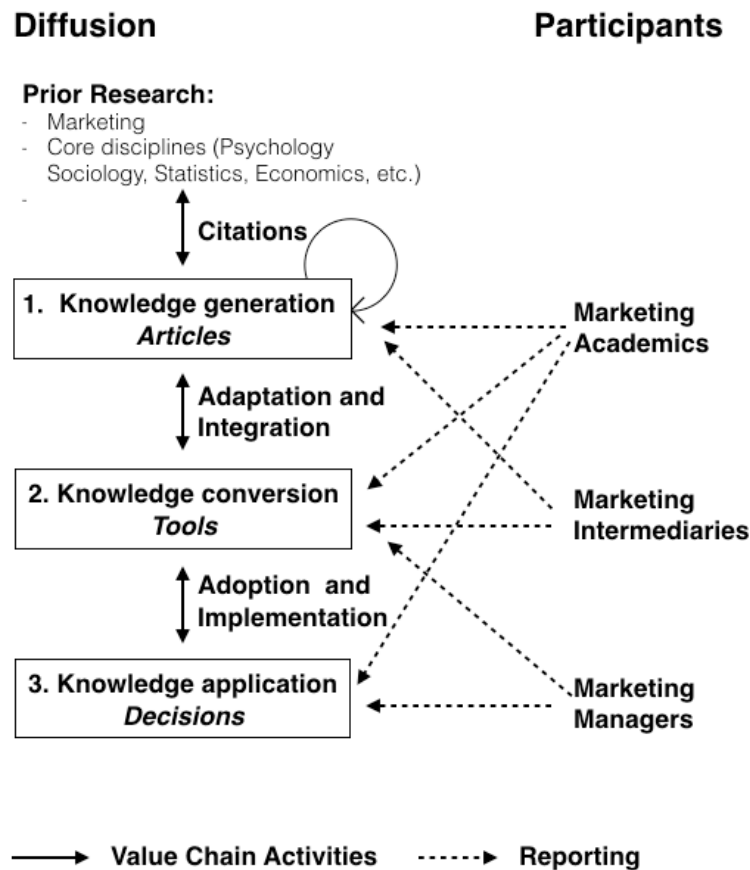 Diffusion
Participants
Prior Research:
- Marketing
- Core disciplines (Psychology
Sociology, Statistics, Economics, etc.)
-
Citations
1. Knowledge generation
Articles
Marketing
Academics
Adaptation and
Integration
2. Knowledge conversion
Tools
Marketing
Intermediaries
Adoption and
Implementation
3. Knowledge application
Decisions
Marketing
Managers
Value Chain Activities
Reporting